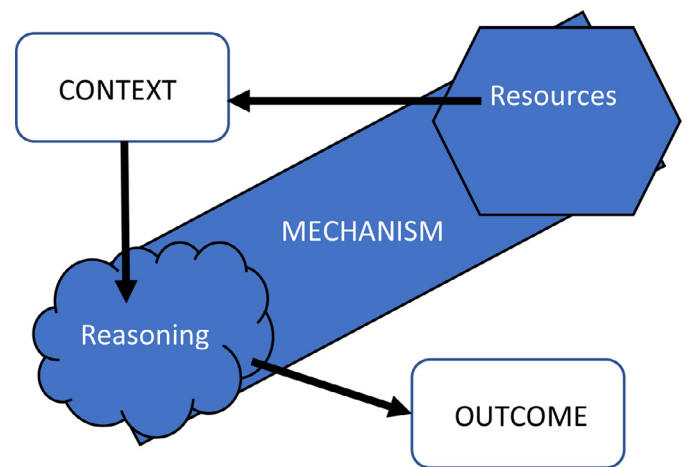 CONTEXT
Resources
MECHANISM
Reasoning
OUTCOME